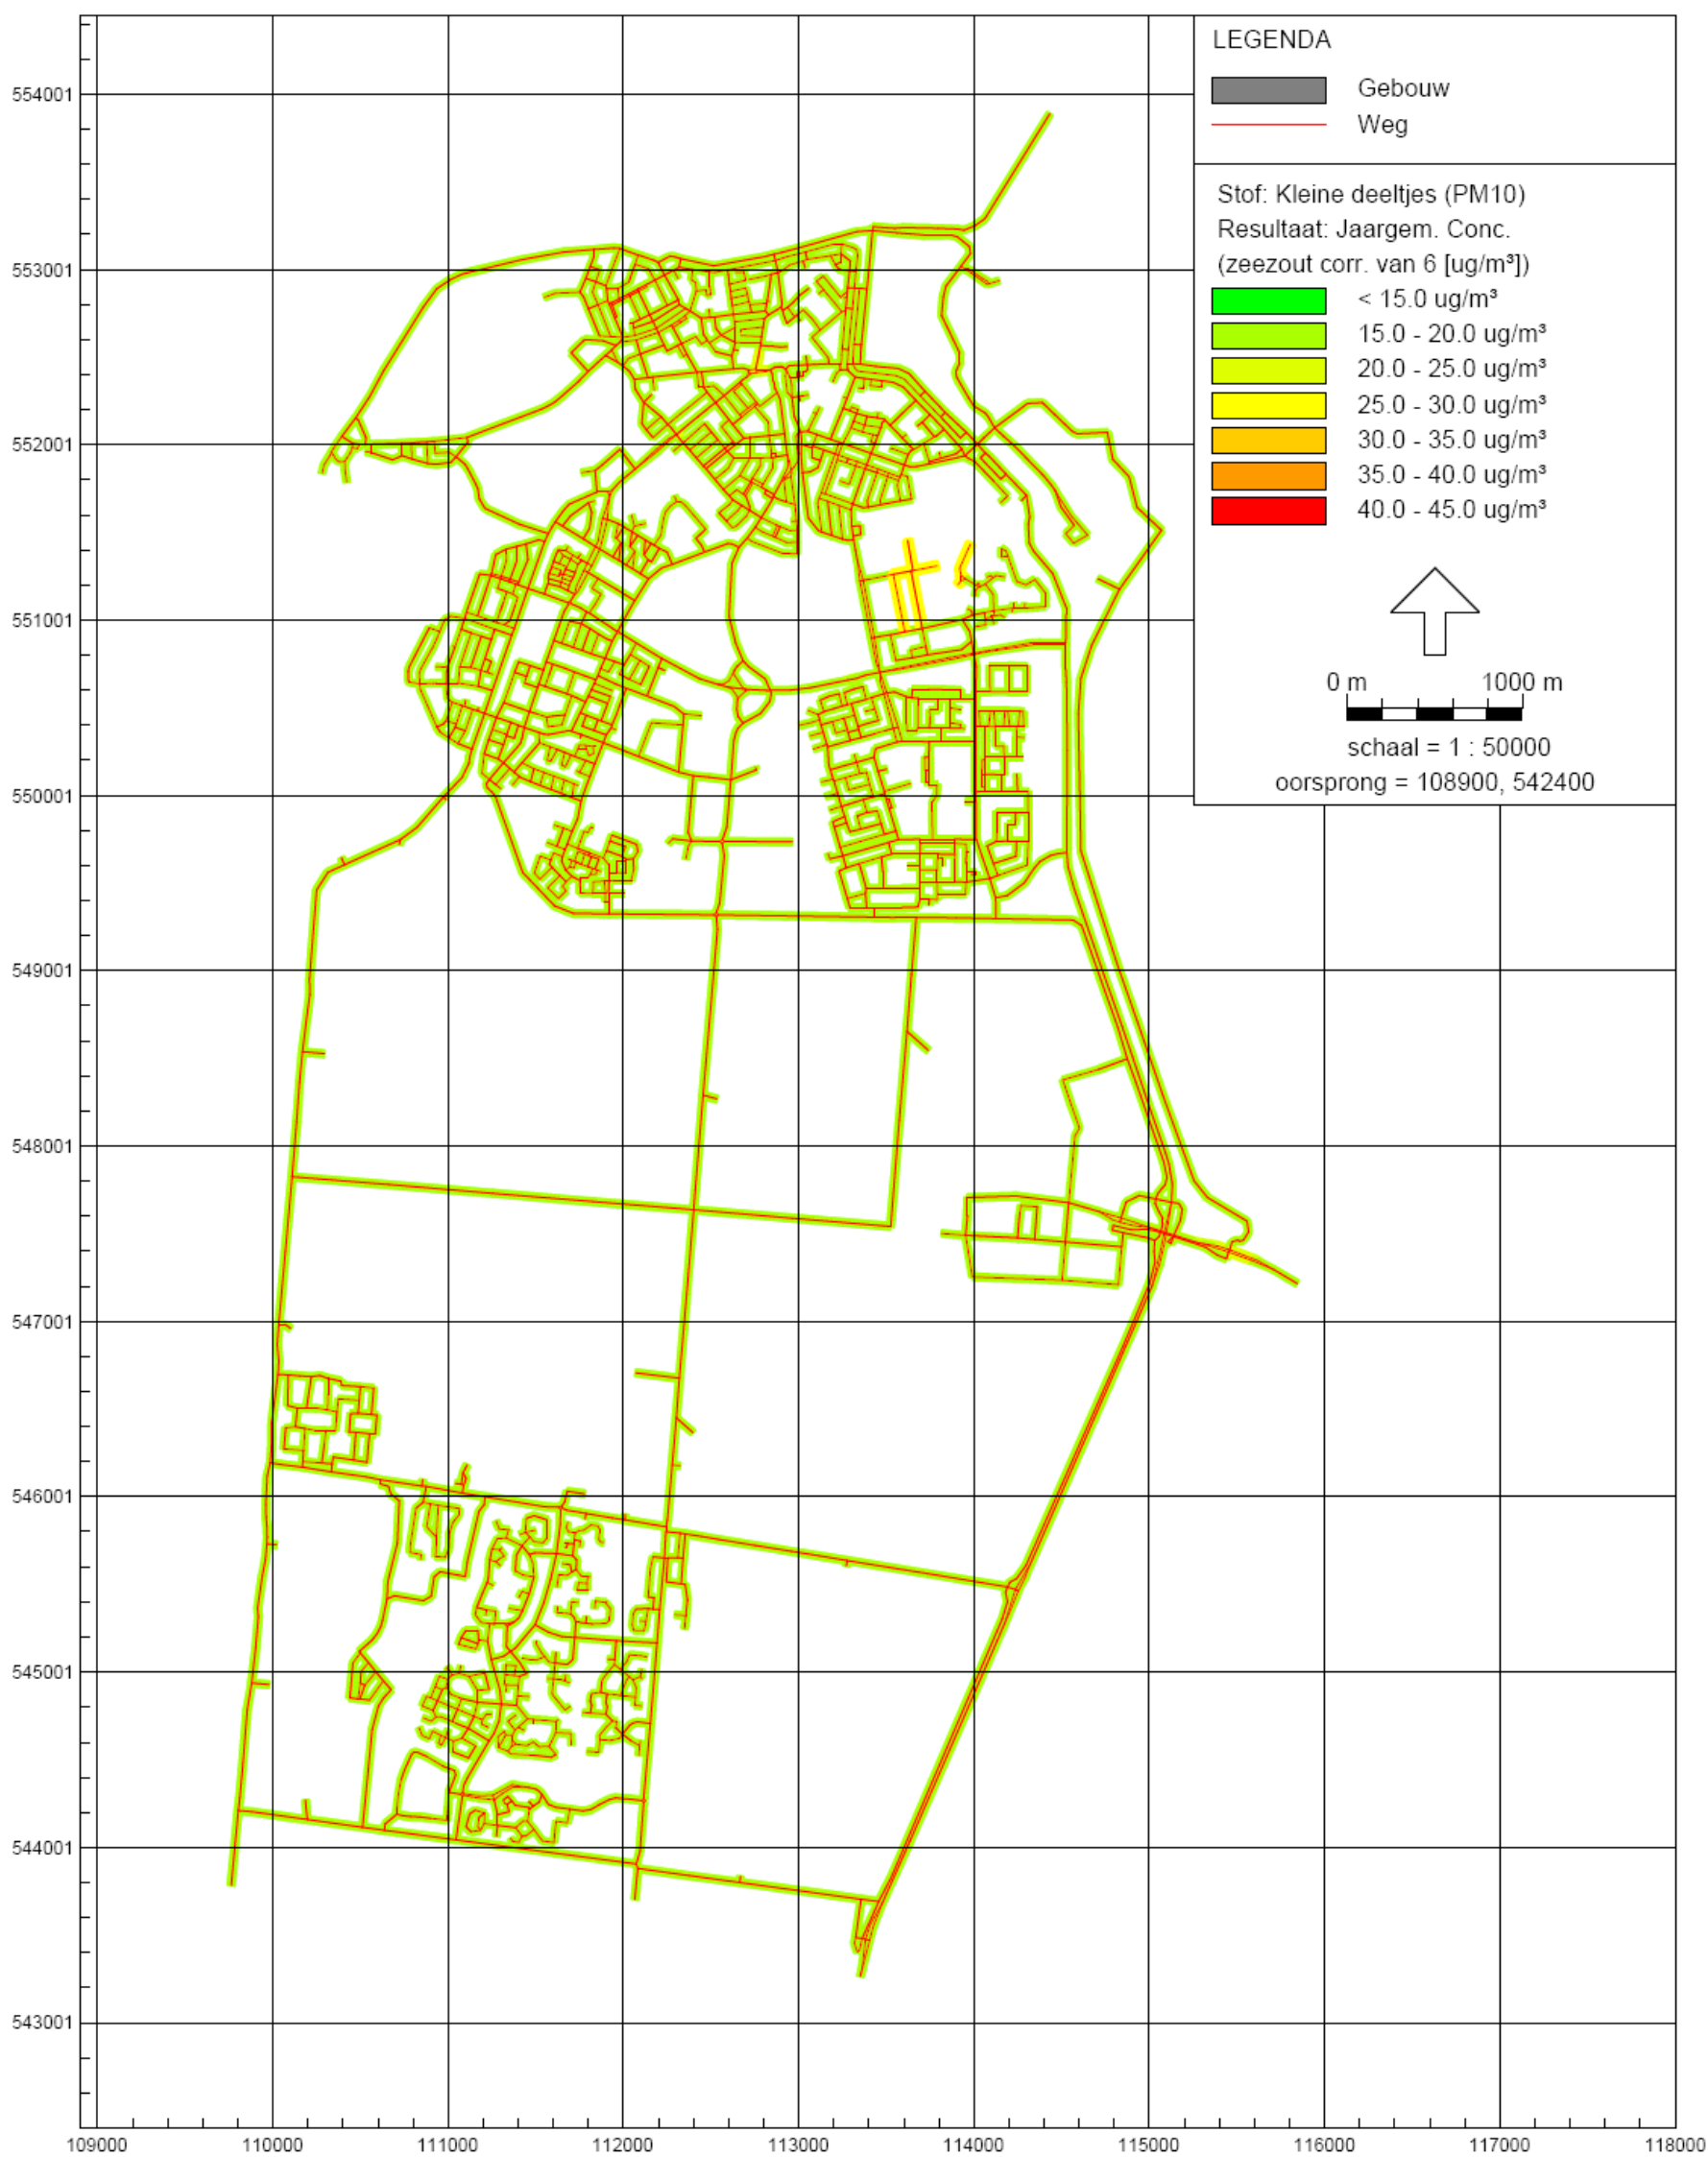 LEGENDA
Gebouw
Weg
Stof: Kleine deeltjes (PM10)
Resultaat: Jaargem. Conc.
(zeezout corr. van 6 [ug/m³])
< 15.0 ug/m³
15.0 - 20.0 ug/m³
20.0 - 25.0 ug/m³
25.0 - 30.0 ug/m³
30.0 - 35.0 ug/m³
35.0 - 40.0 ug/m³
40.0 - 45.0 ug/m³
0 m 1000 m
schaal = 1 : 50000
oorsprong = 108900, 542400
554001
553001
552001
551001
550001
549001
548001
547001
546001
545001
544001
543001
109000 110000 111000 112000 113000 114000 115000 116000 117000 118000